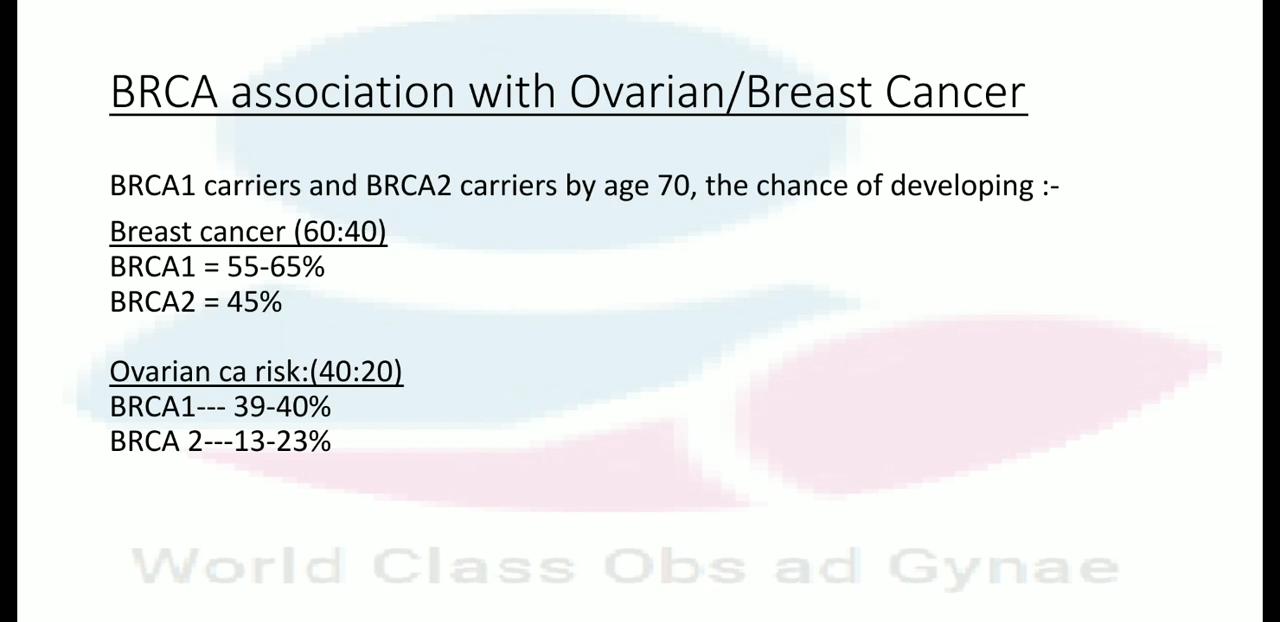 BRCA association with Ovarian/Breast Cancer
BRCA1 carriers and BRCA2 carriers by age 70, the chance of developing :-
Breast cancer (60:40)
BRCA1 = 55-65%
BRCA2 = 45%
Ovarian ca risk:(40:20)
BRCA1--- 39-40%
BRCA 2---13-23%
World Class Obs ad Gynae